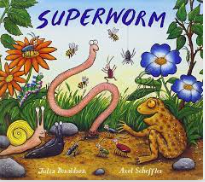 SUPERWORM
Julia Donaldson Axel Scheffler